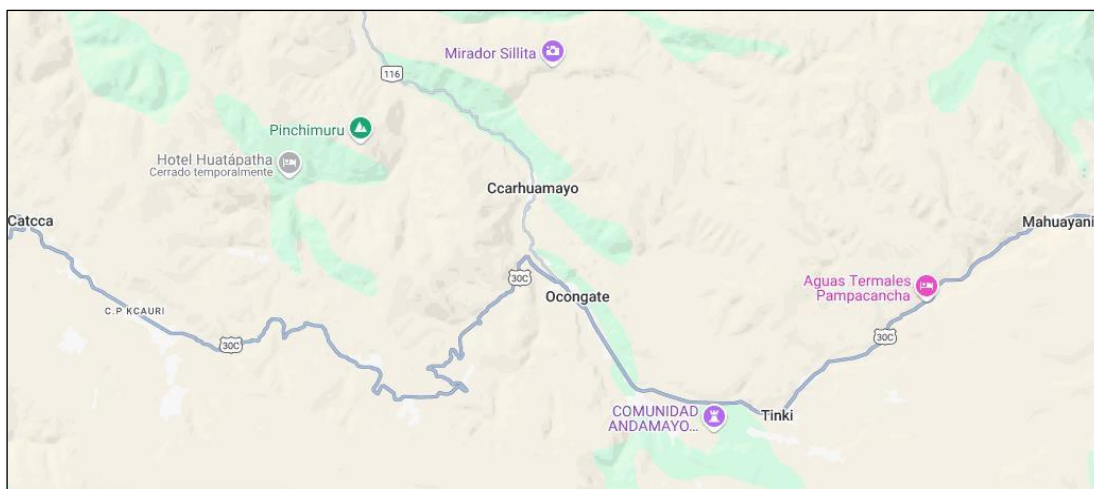 Mirador Sillita
116
Pinchimuru
Hotel Huatápatha
Cerrado temporalmente
Ccarhuamayo
Catcca
Mahuayani
30C
Aguas Termales
Pampacancha
Ocongate
C.P KCAURI
30C
30C
COMUNIDAD
ANDAMAYO...
Tinki